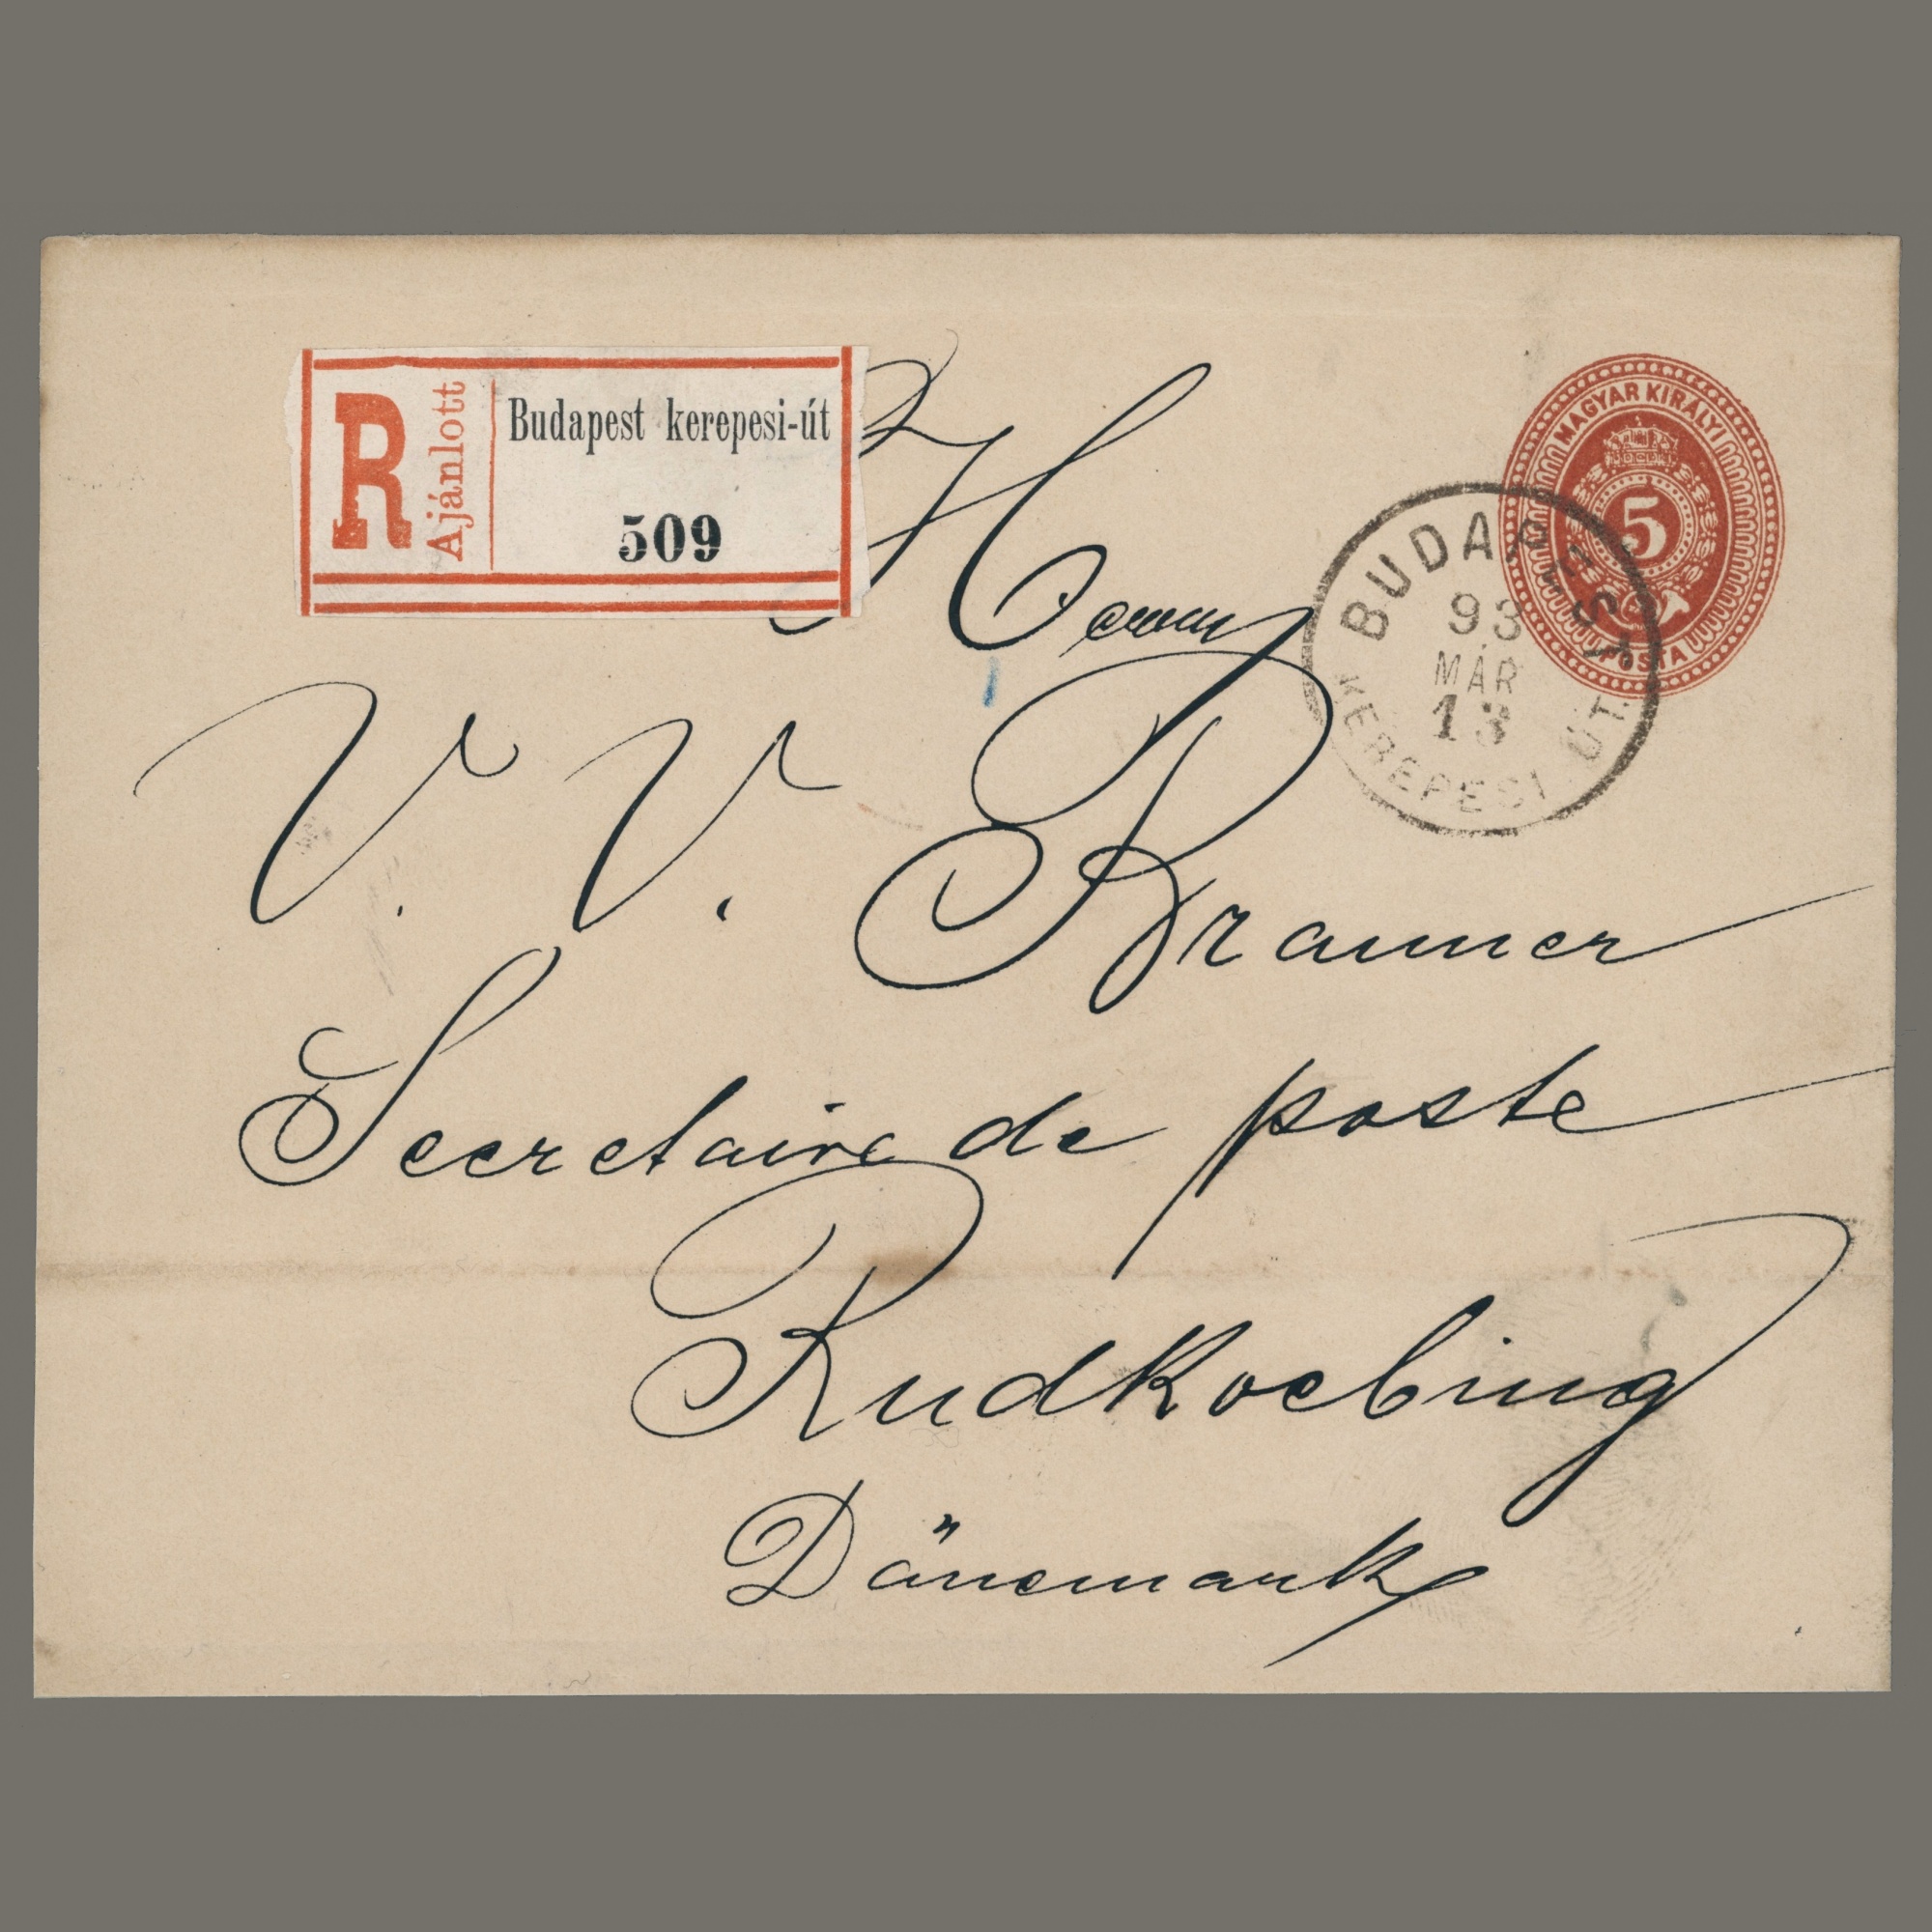 R Ajánlott
Budapest kerepesi-út
509
MAGYAR KIRÁLYI
5
POSTA
BUDAPEST
93
MÁR
13
KEREPESI ÚT.
Herrn
V. V. Kramer
Secretaire de poste
Rudkoebing
Dänemark